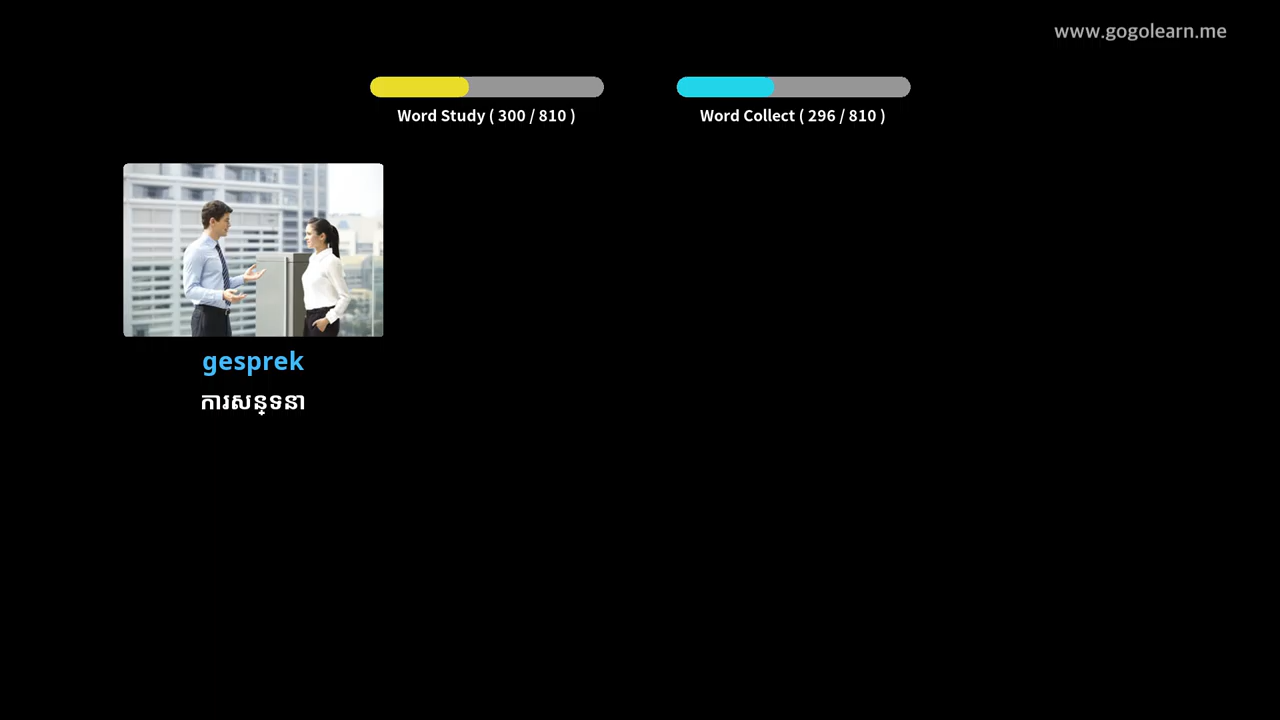 www.gogolearn.me
Word Study ( 300 / 810 )
Word Collect ( 296 / 810 )
gesprek
ការសន្ទនា